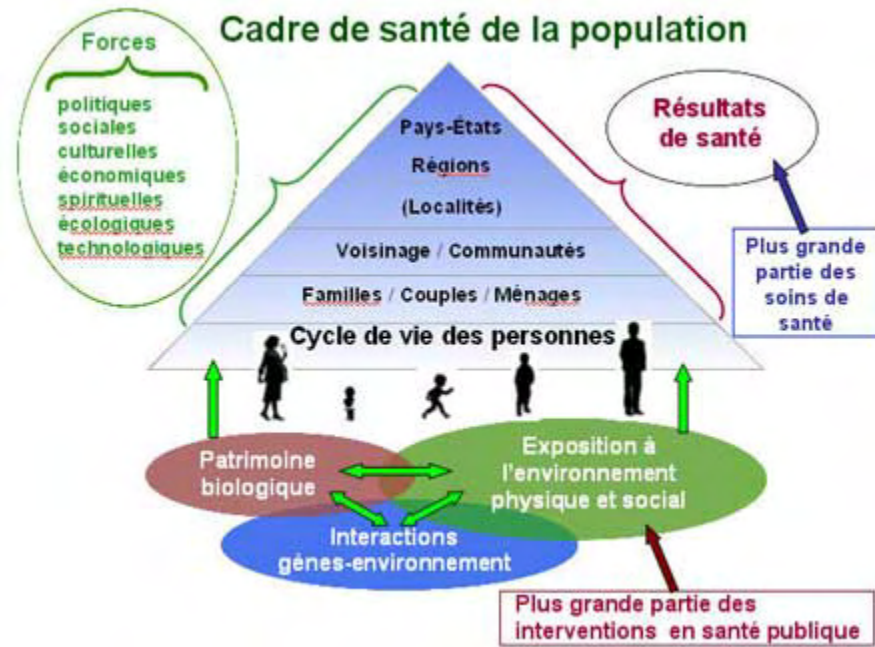 Cadre de santé de la population
Forces
politiques
sociales
culturelles
économiques
spirituelles
écologiques
technologiques
Pays-États
Régions
(Localités)
Voisinage / Communautés
Familles / Couples / Ménages
Cycle de vie des personnes
Résultats
de santé
Plus grande
partie des
soins de
santé
Patrimoine
biologique
Exposition à
l'environnement
physique et social
Interactions
gènes-environnement
Plus grande partie des
interventions en santé publique